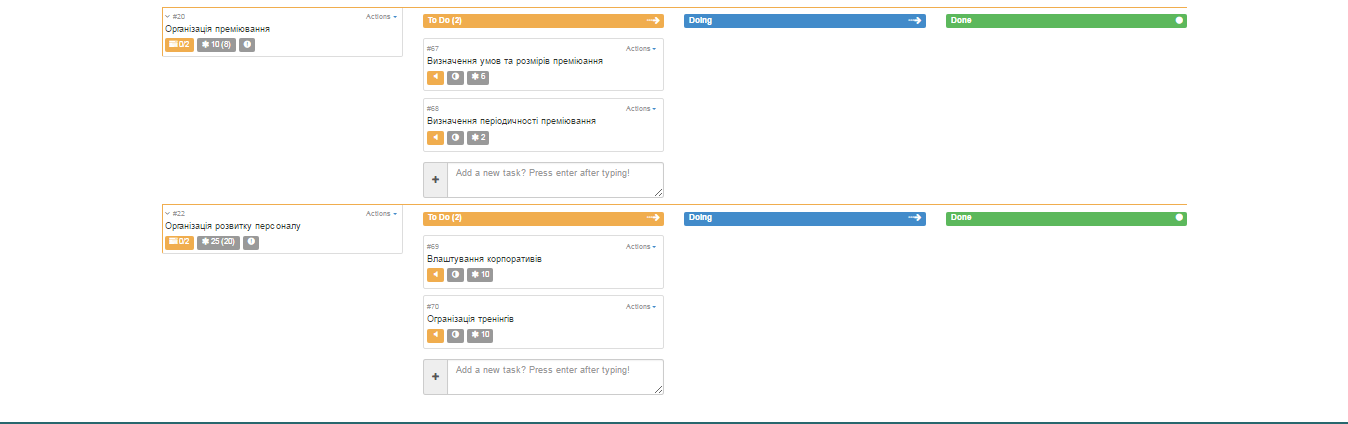 #20 Actions
Організація преміювання
0/2 10 (8)
To Do (2)
Doing
Done
#67 Actions
Визначення умов та розмірів преміюання
6
#68 Actions
Визначення періодичності преміювання
2
Add a new task? Press enter after typing!
#22 Actions
Організація розвитку персоналу
0/2 25 (20)
To Do (2)
Doing
Done
#69 Actions
Влаштування корпоративів
10
#70 Actions
Огранізація тренінгів
10
Add a new task? Press enter after typing!